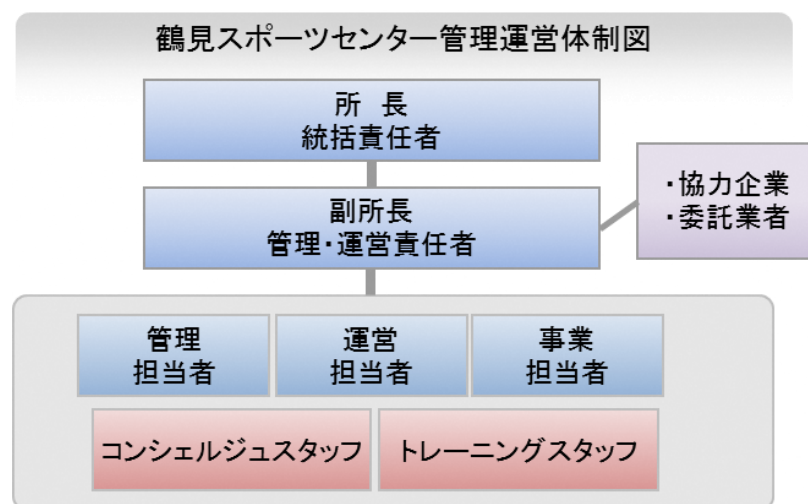 鶴見スポーツセンター管理運営体制図
所 長
統括責任者
副所長
管理・運営責任者
・協力企業
・委託業者
管理
担当者
運営
担当者
事業
担当者
コンシェルジュスタッフ
トレーニングスタッフ